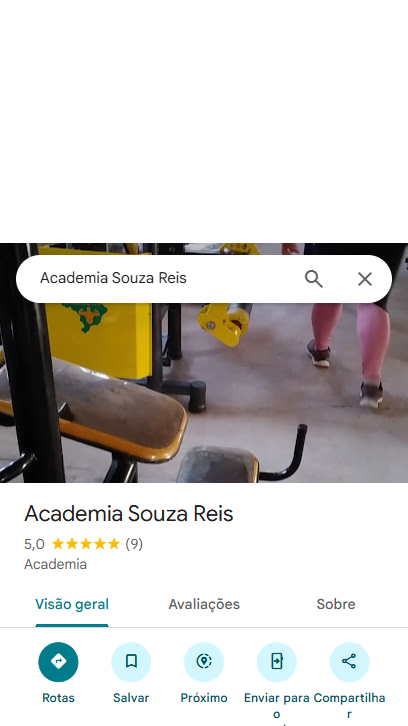 Academia Souza Reis
Academia Souza Reis
5,0 (9)
Academia
Visão geral Avaliações Sobre
Rotas Salvar Próximo Enviar para Compartilha
o r